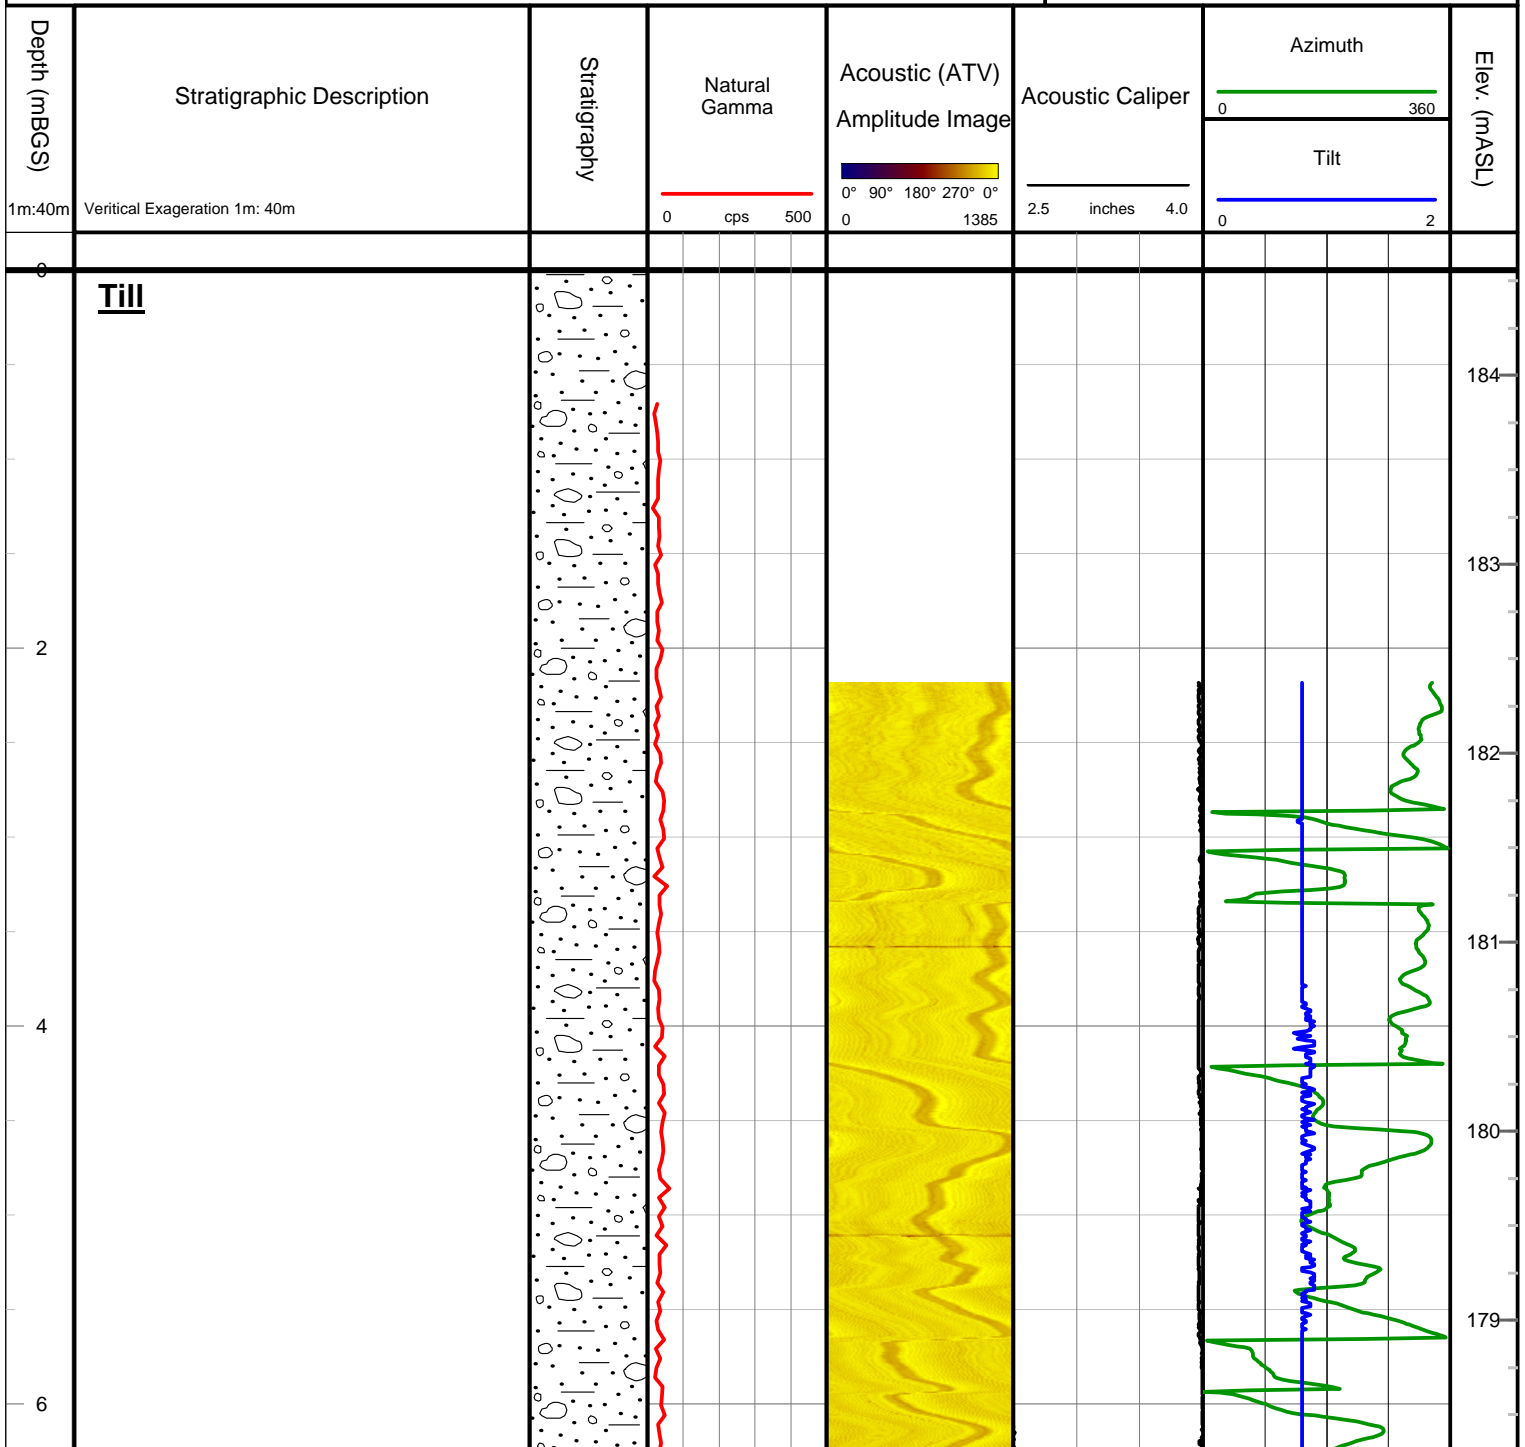 Depth (mBGS)
1m:40m
Stratigraphic Description
Veritical Exageration 1m: 40m
Stratigraphy
Natural
Gamma
0 cps 500
Acoustic (ATV)
Amplitude Image
0° 90° 180° 270° 0°
0 1385
Acoustic Caliper
2.5 inches 4.0
Azimuth
0 360
Tilt
0 2
Elev. (mASL)
0
Till
184
183
2
182
181
4
180
179
6